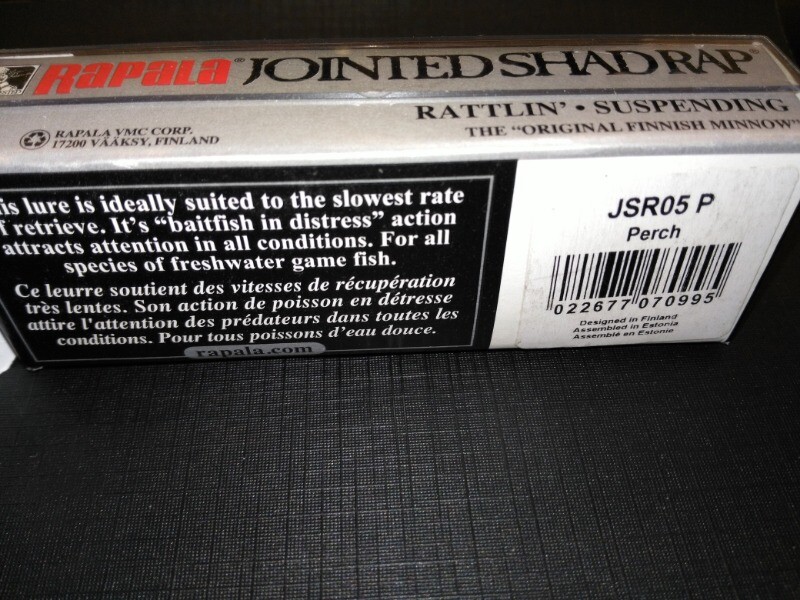 Rapala® JOINTED SHAD RAP®
RATTLIN' • SUSPENDING
THE "ORIGINAL FINNISH MINNOW"
RAPALA VMC CORP.
17200 VÄÄKSY, FINLAND
is lure is ideally suited to the slowest rate
f retrieve. It's "baitfish in distress" action
attracts attention in all conditions. For all
species of freshwater game fish.
Ce leurre soutient des vitesses de récupération
très lentes. Son action de poisson en détresse
attire l'attention des prédateurs dans toutes les
conditions. Pour tous poissons d'eau douce.
rapala.com
JSR05 P
Perch
022677 070995
Designed in Finland
Assembled in Estonia
Assemblé en Estonie